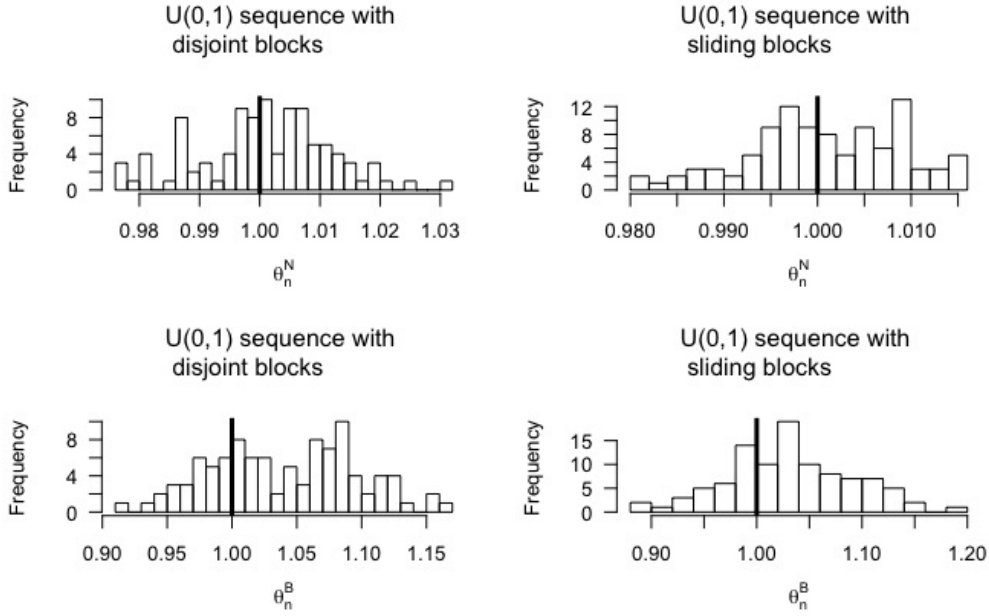 U(0,1) sequence with
disjoint blocks
Frequency
0 4 8
0.98 0.99 1.00 1.01 1.02 1.03
θ_n^N
U(0,1) sequence with
sliding blocks
Frequency
0 4 8 12
0.980 0.990 1.000 1.010
θ_n^N
U(0,1) sequence with
disjoint blocks
Frequency
0 4 8
0.90 0.95 1.00 1.05 1.10 1.15
θ_n^B
U(0,1) sequence with
sliding blocks
Frequency
0 5 10 15
0.90 1.00 1.10 1.20
θ_n^B